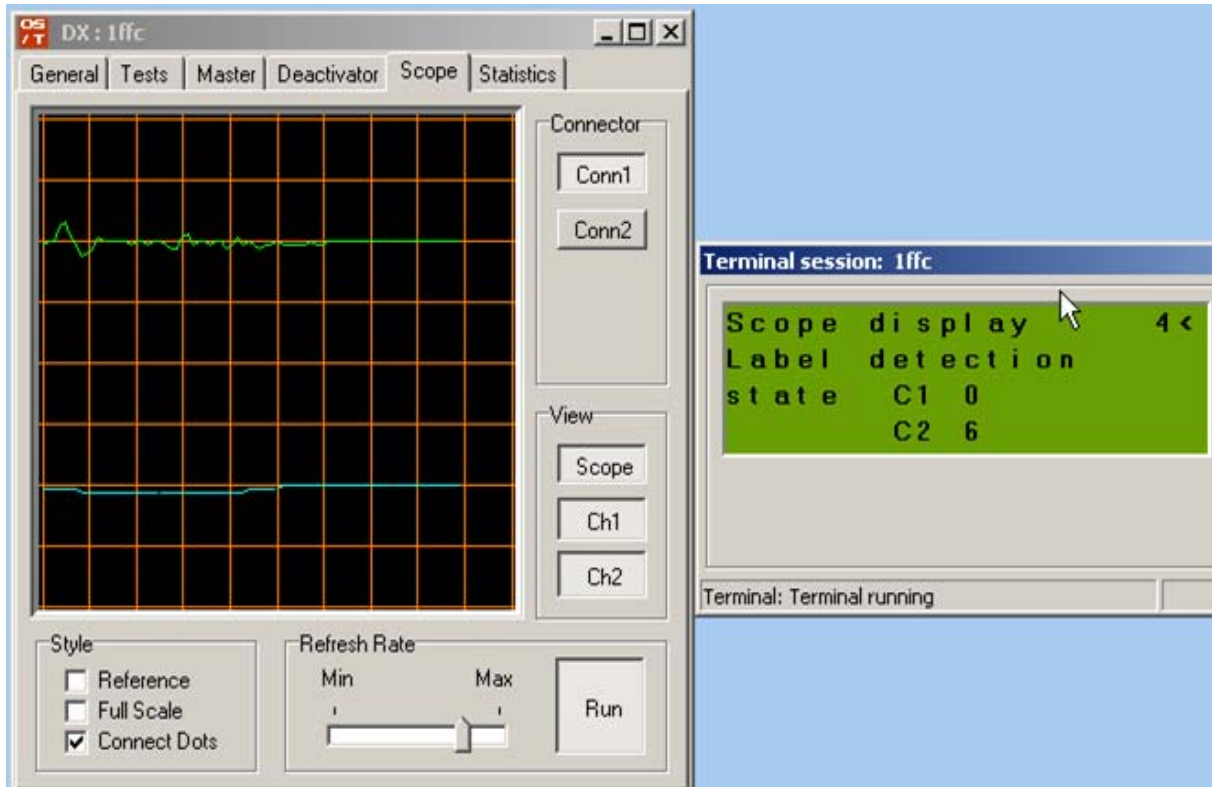 OS
/T
DX : 1ffc
General Tests Master Deactivator Scope Statistics
Connector
Conn1
Conn2
View
Scope
Ch1
Ch2
Style
Reference
Full Scale
Connect Dots
Refresh Rate
Min Max
Run
Terminal session: 1ffc
Scope display 4<
Label detection
state C1 0
C2 6
Terminal: Terminal running